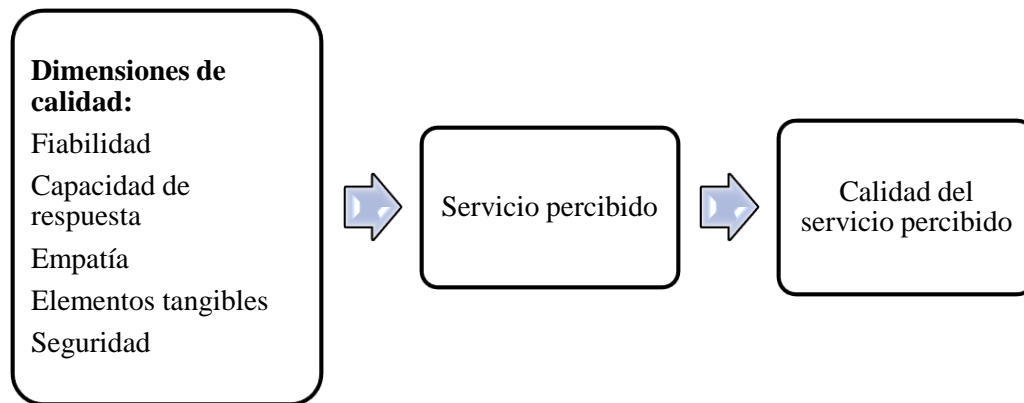 Dimensiones de
calidad:
Fiabilidad
Capacidad de
respuesta
Empatía
Elementos tangibles
Seguridad
Servicio percibido
Calidad del
servicio percibido